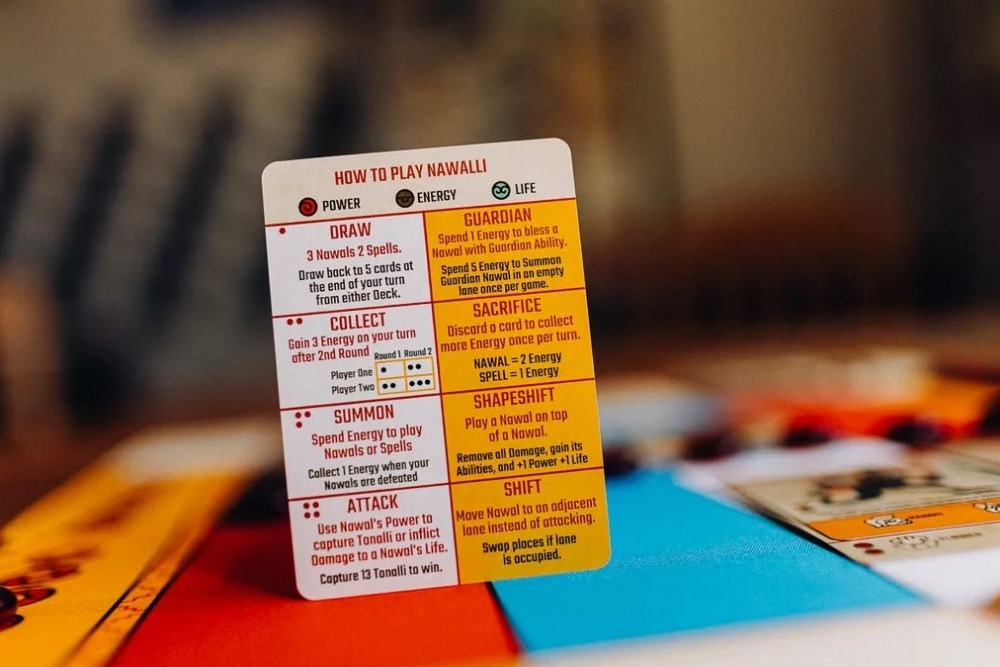 HOW TO PLAY NAWALLI
POWER ENERGY LIFE
DRAW
3 Nawals 2 Spells.
Draw back to 5 cards at
the end of your turn
from either Deck.
COLLECT
Gain 3 Energy on your turn
after 2nd Round
Round 1 Round 2
Player One
Player Two
SUMMON
Spend Energy to play
Nawals or Spells
Collect 1 Energy when your
Nawals are defeated
ATTACK
Use Nawal's Power to
capture Tonalli or inflict
Damage to a Nawal's Life.
Capture 13 Tonalli to win.
GUARDIAN
Spend 1 Energy to bless a
Nawal with Guardian Ability.
Spend 5 Energy to Summon
Guardian Nawal in an empty
lane once per game.
SACRIFICE
Discard a card to collect
more Energy once per turn.
NAWAL = 2 Energy
SPELL = 1 Energy
SHAPESHIFT
Play a Nawal on top
of a Nawal.
Remove all Damage, gain its
Abilities, and +1 Power +1 Life
SHIFT
Move Nawal to an adjacent
lane instead of attacking.
Swap places if lane
is occupied.